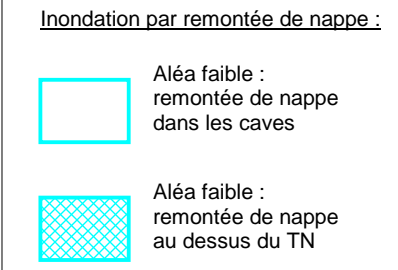 Inondation par remontée de nappe :
Aléa faible :
remontée de nappe
dans les caves
Aléa faible :
remontée de nappe
au dessus du TN